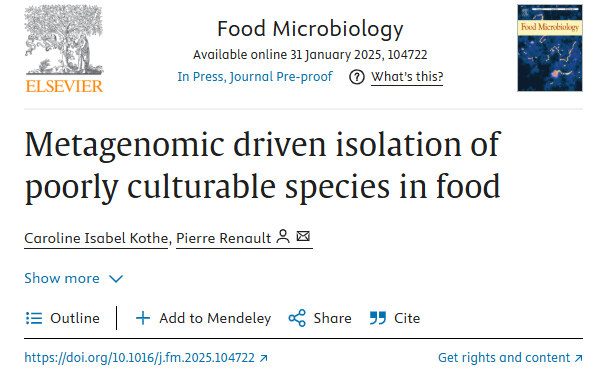 ELSEVIER
Food Microbiology
Available online 31 January 2025, 104722
In Press, Journal Pre-proof ? What's this?
Food Microbiology
Metagenomic driven isolation of
poorly culturable species in food
Caroline Isabel Kothe, Pierre Renault
Show more
Outline
Add to Mendeley
Share
Cite
https://doi.org/10.1016/j.fm.2025.104722
Get rights and content